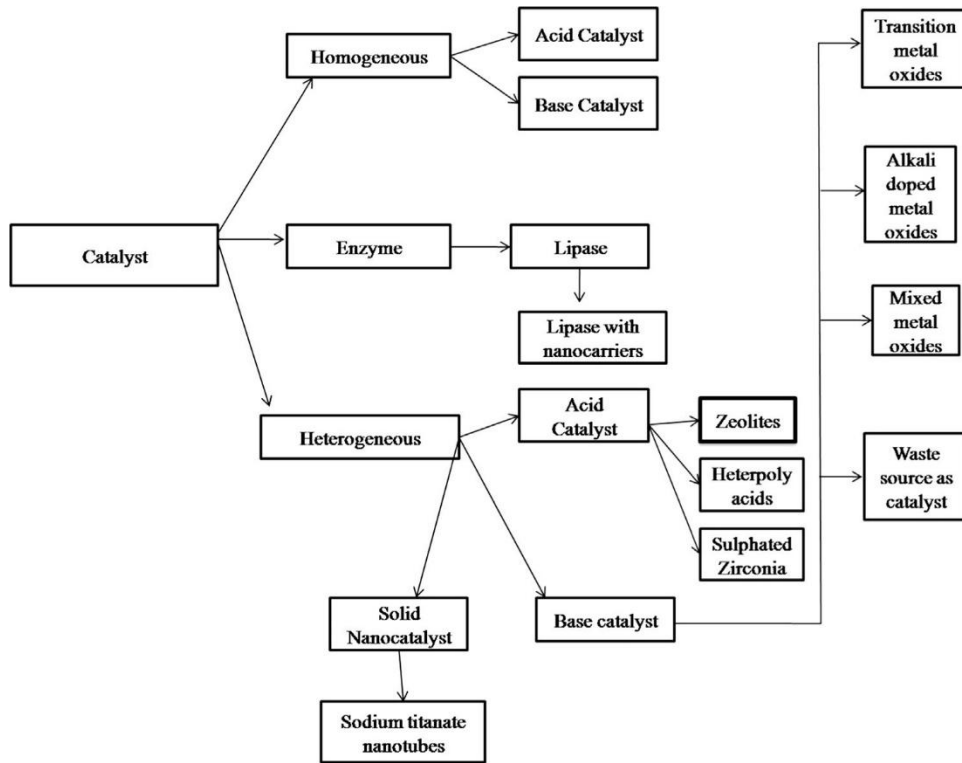 Homogeneous
Acid Catalyst
Base Catalyst
Transition
metal
oxides
Alkali
doped
metal
oxides
Catalyst
Enzyme
Lipase
Lipase with
nanocarriers
Mixed
metal
oxides
Heterogeneous
Acid
Catalyst
Zeolites
Heterpoly
acids
Sulphated
Zirconia
Waste
source as
catalyst
Solid
Nanocatalyst
Base catalyst
Sodium titanate
nanotubes